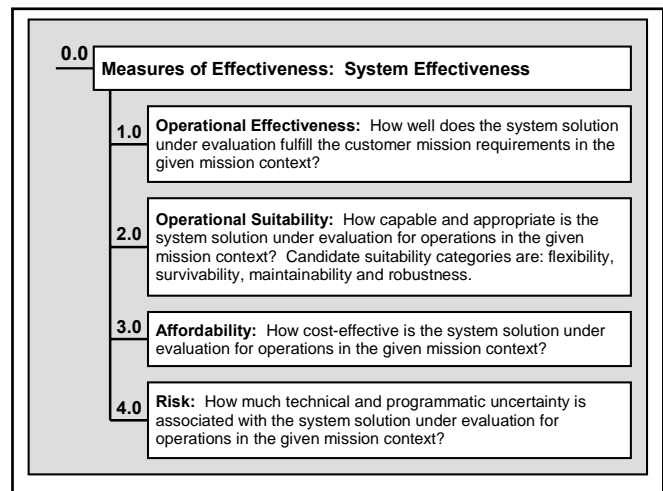 0.0
Measures of Effectiveness:  System Effectiveness
1.0
Operational Effectiveness:  How well does the system solution
under evaluation fulfill the customer mission requirements in the
given mission context?
2.0
Operational Suitability:  How capable and appropriate is the
system solution under evaluation for operations in the given
mission context?  Candidate suitability categories are: flexibility,
survivability, maintainability and robustness.
3.0
Affordability:  How cost-effective is the system solution under
evaluation for operations in the given mission context?
4.0
Risk:  How much technical and programmatic uncertainty is
associated with the system solution under evaluation for
operations in the given mission context?